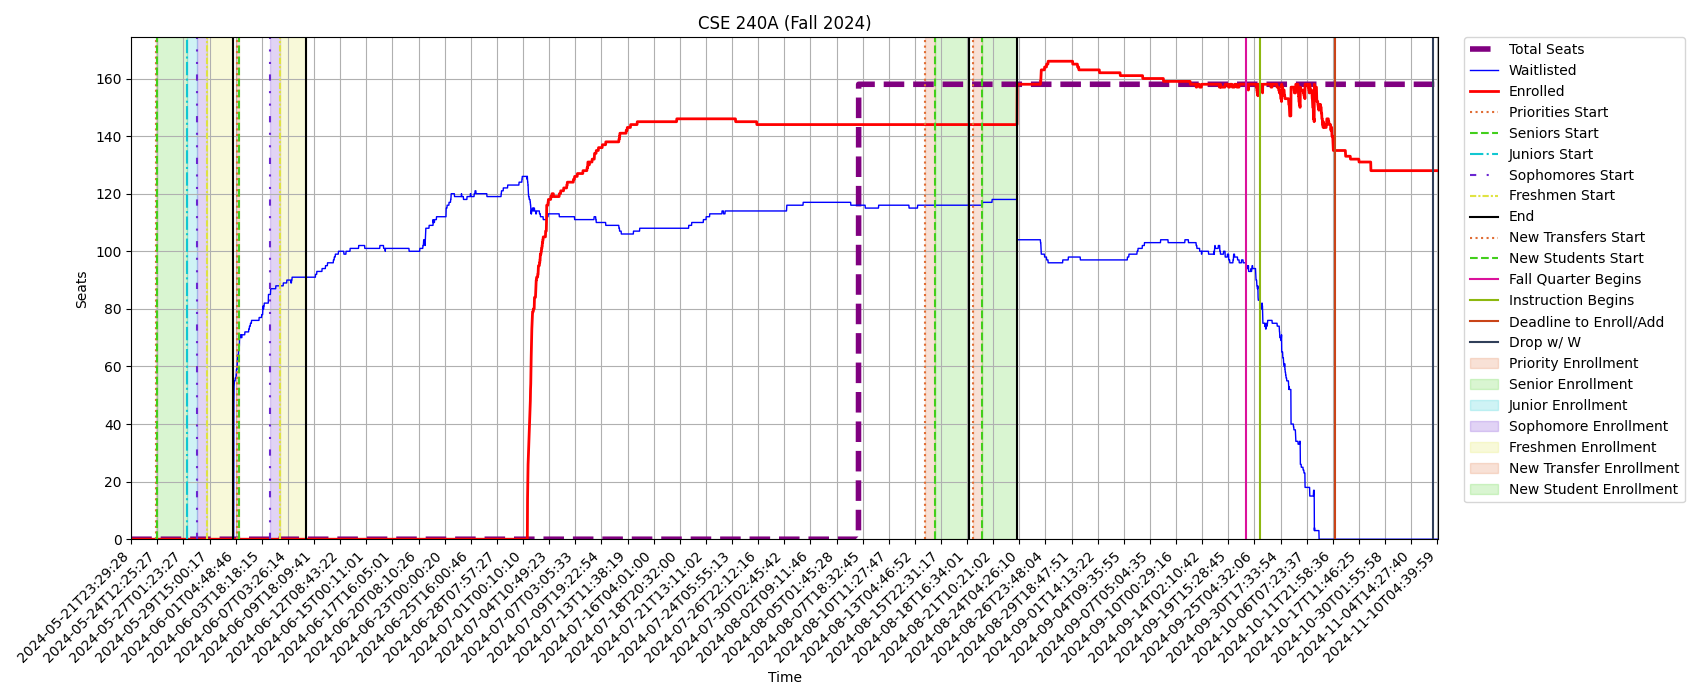 CSE 240A (Fall 2024)
Seats
160
140
120
100
80
60
40
20
0
2024-05-21T23:29:28
2024-05-24T12:25:27
2024-05-27T01:23:27
2024-05-29T15:00:17
2024-06-01T04:48:46
2024-06-03T18:18:15
2024-06-07T03:26:14
2024-06-09T18:09:41
2024-06-12T08:43:22
2024-06-15T00:11:01
2024-06-17T16:05:01
2024-06-20T08:10:26
2024-06-23T00:00:20
2024-06-25T16:00:46
2024-06-28T07:57:27
2024-07-01T00:10:10
2024-07-04T10:49:23
2024-07-07T03:05:33
2024-07-09T19:22:54
2024-07-13T11:38:19
2024-07-16T04:01:00
2024-07-18T20:32:00
2024-07-21T13:11:02
2024-07-24T05:55:13
2024-07-26T22:12:16
2024-07-30T02:45:42
2024-08-02T09:11:46
2024-08-05T01:45:28
2024-08-07T18:32:45
2024-08-10T11:27:47
2024-08-13T04:46:52
2024-08-15T22:31:17
2024-08-18T16:34:01
2024-08-21T10:21:02
2024-08-24T04:26:10
2024-08-26T23:48:04
2024-08-29T18:47:51
2024-09-01T14:13:22
2024-09-04T09:35:55
2024-09-07T05:04:35
2024-09-10T00:29:16
2024-09-14T02:10:42
2024-09-19T15:28:45
2024-09-25T04:32:06
2024-09-30T17:33:54
2024-10-06T07:23:37
2024-10-11T21:58:36
2024-10-17T11:46:25
2024-10-30T01:55:58
2024-11-04T14:27:40
2024-11-10T04:39:59
Time
Total Seats
Waitlisted
Enrolled
Priorities Start
Seniors Start
Juniors Start
Sophomores Start
Freshmen Start
End
New Transfers Start
New Students Start
Fall Quarter Begins
Instruction Begins
Deadline to Enroll/Add
Drop w/ W
Priority Enrollment
Senior Enrollment
Junior Enrollment
Sophomore Enrollment
Freshmen Enrollment
New Transfer Enrollment
New Student Enrollment